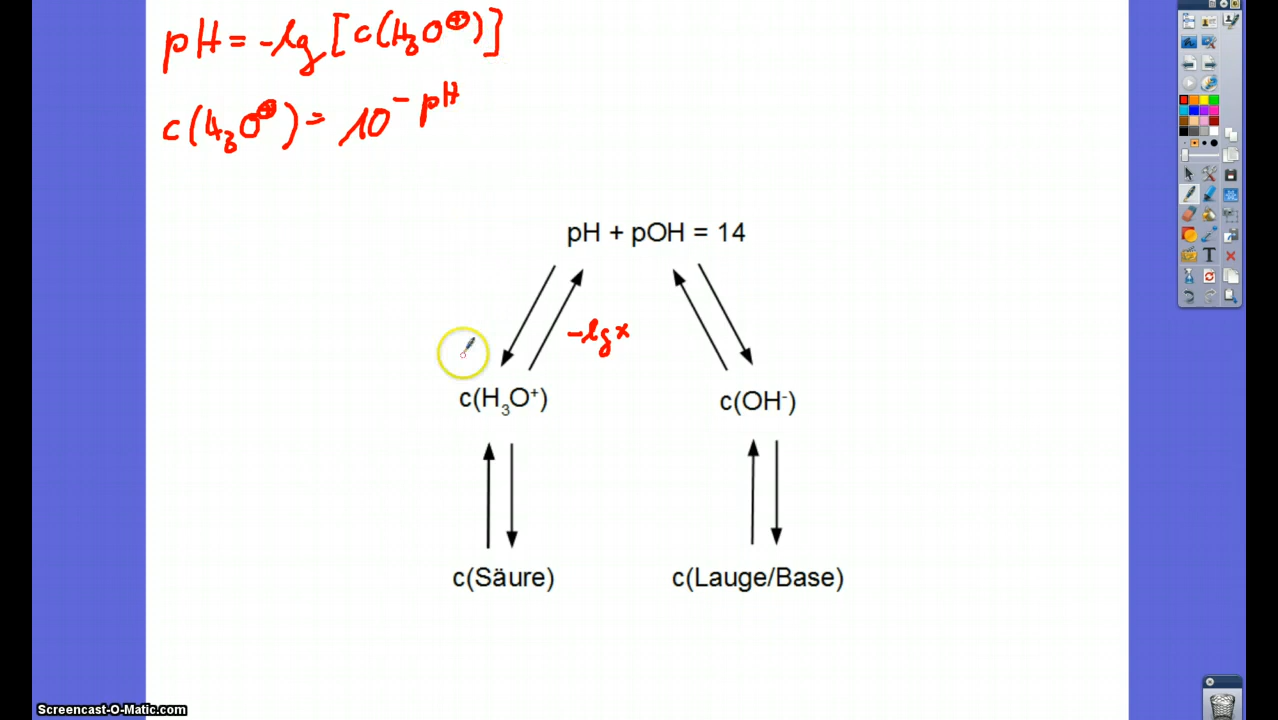 pH = -lg [c(H₃O⊕)]
c(H₃O⊕) = 10⁻ᵖᴴ
pH + pOH = 14
-lg x
c(H₃O⁺)
c(OH⁻)
c(Säure)
c(Lauge/Base)
Screencast-O-Matic.com